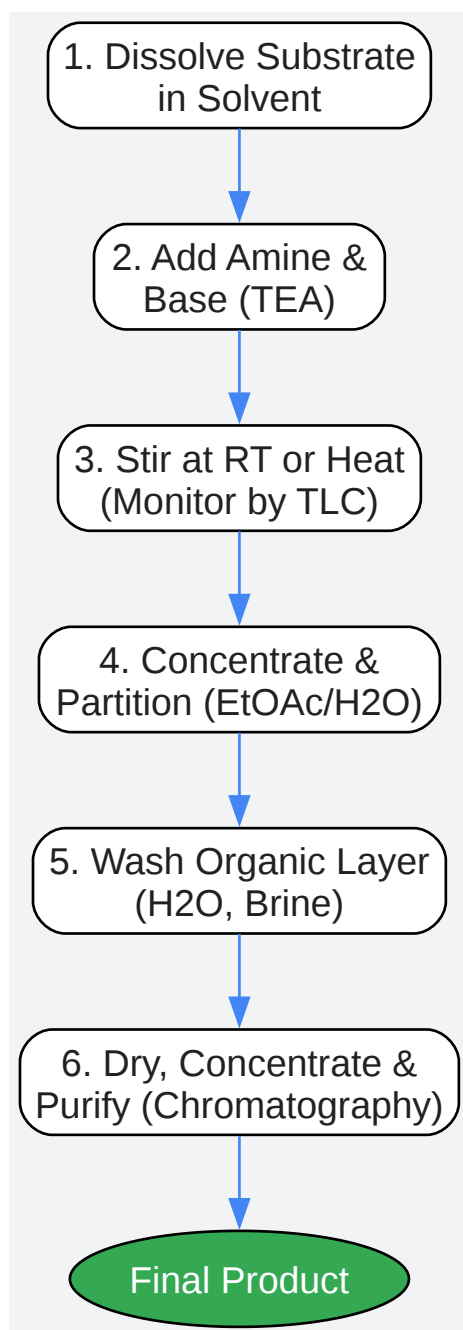 1. Dissolve Substrate
in Solvent
2. Add Amine &
Base (TEA)
3. Stir at RT or Heat
(Monitor by TLC)
4. Concentrate &
Partition (EtOAc/H2O)
5. Wash Organic Layer
(H2O, Brine)
6. Dry, Concentrate &
Purify (Chromatography)
Final Product